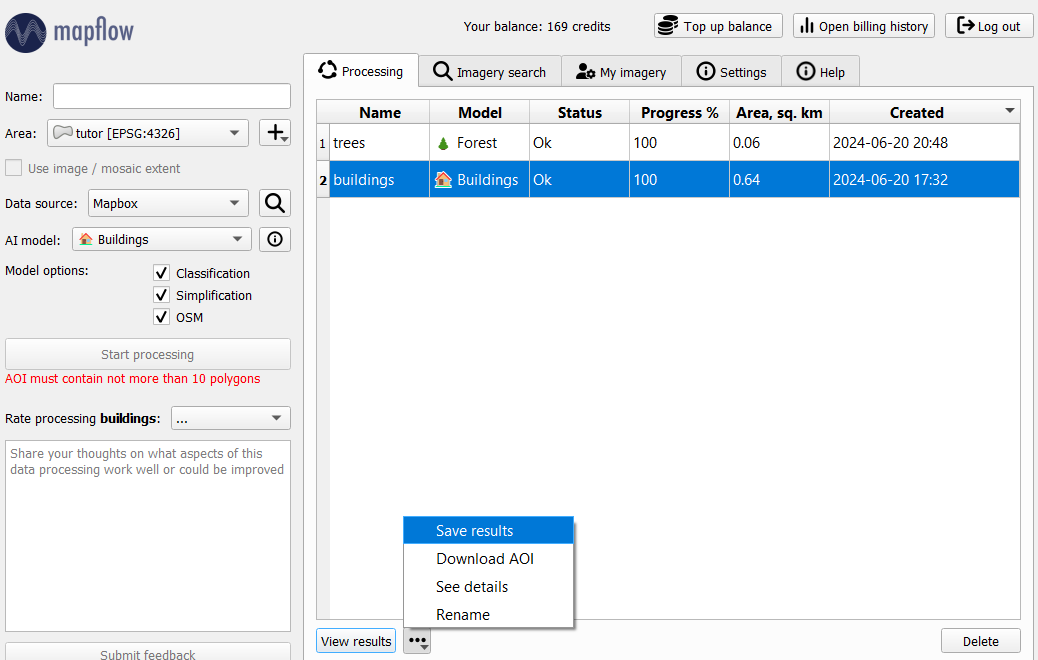 mapflow
Your balance: 169 credits
Top up balance
Open billing history
Log out
Processing
Imagery search
My imagery
Settings
Help
Name:
Area:
tutor [EPSG:4326]
Use image / mosaic extent
Data source:
Mapbox
AI model:
Buildings
Model options:
Classification
Simplification
OSM
Start processing
AOI must contain not more than 10 polygons
Rate processing buildings:
...
Share your thoughts on what aspects of this
data processing work well or could be improved
Submit feedback
Name Model Status Progress % Area, sq. km Created
1 trees Forest Ok 100 0.06 2024-06-20 20:48
2 buildings Buildings Ok 100 0.64 2024-06-20 17:32
Save results
Download AOI
See details
Rename
View results
Delete